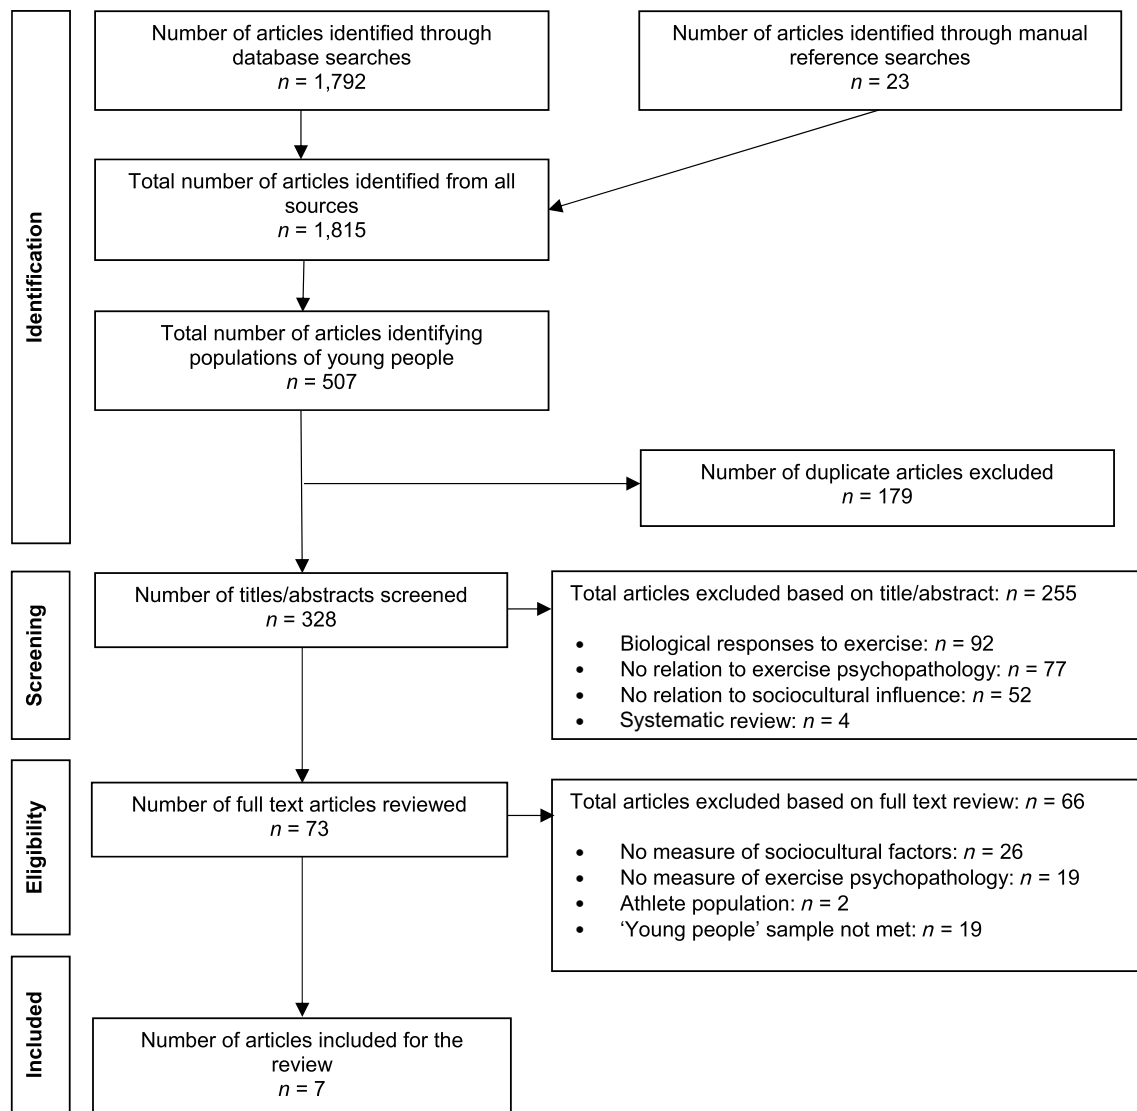 Identification
Number of articles identified through
database searches
n = 1,792
Number of articles identified through manual
reference searches
n = 23
Total number of articles identified from all
sources
n = 1,815
Total number of articles identifying
populations of young people
n = 507
Number of duplicate articles excluded
n = 179
Screening
Number of titles/abstracts screened
n = 328
Total articles excluded based on title/abstract: n = 255
• Biological responses to exercise: n = 92
• No relation to exercise psychopathology: n = 77
• No relation to sociocultural influence: n = 52
• Systematic review: n = 4
Eligibility
Number of full text articles reviewed
n = 73
Total articles excluded based on full text review: n = 66
• No measure of sociocultural factors: n = 26
• No measure of exercise psychopathology: n = 19
• Athlete population: n = 2
• ‘Young people’ sample not met: n = 19
Included
Number of articles included for the
review
n = 7